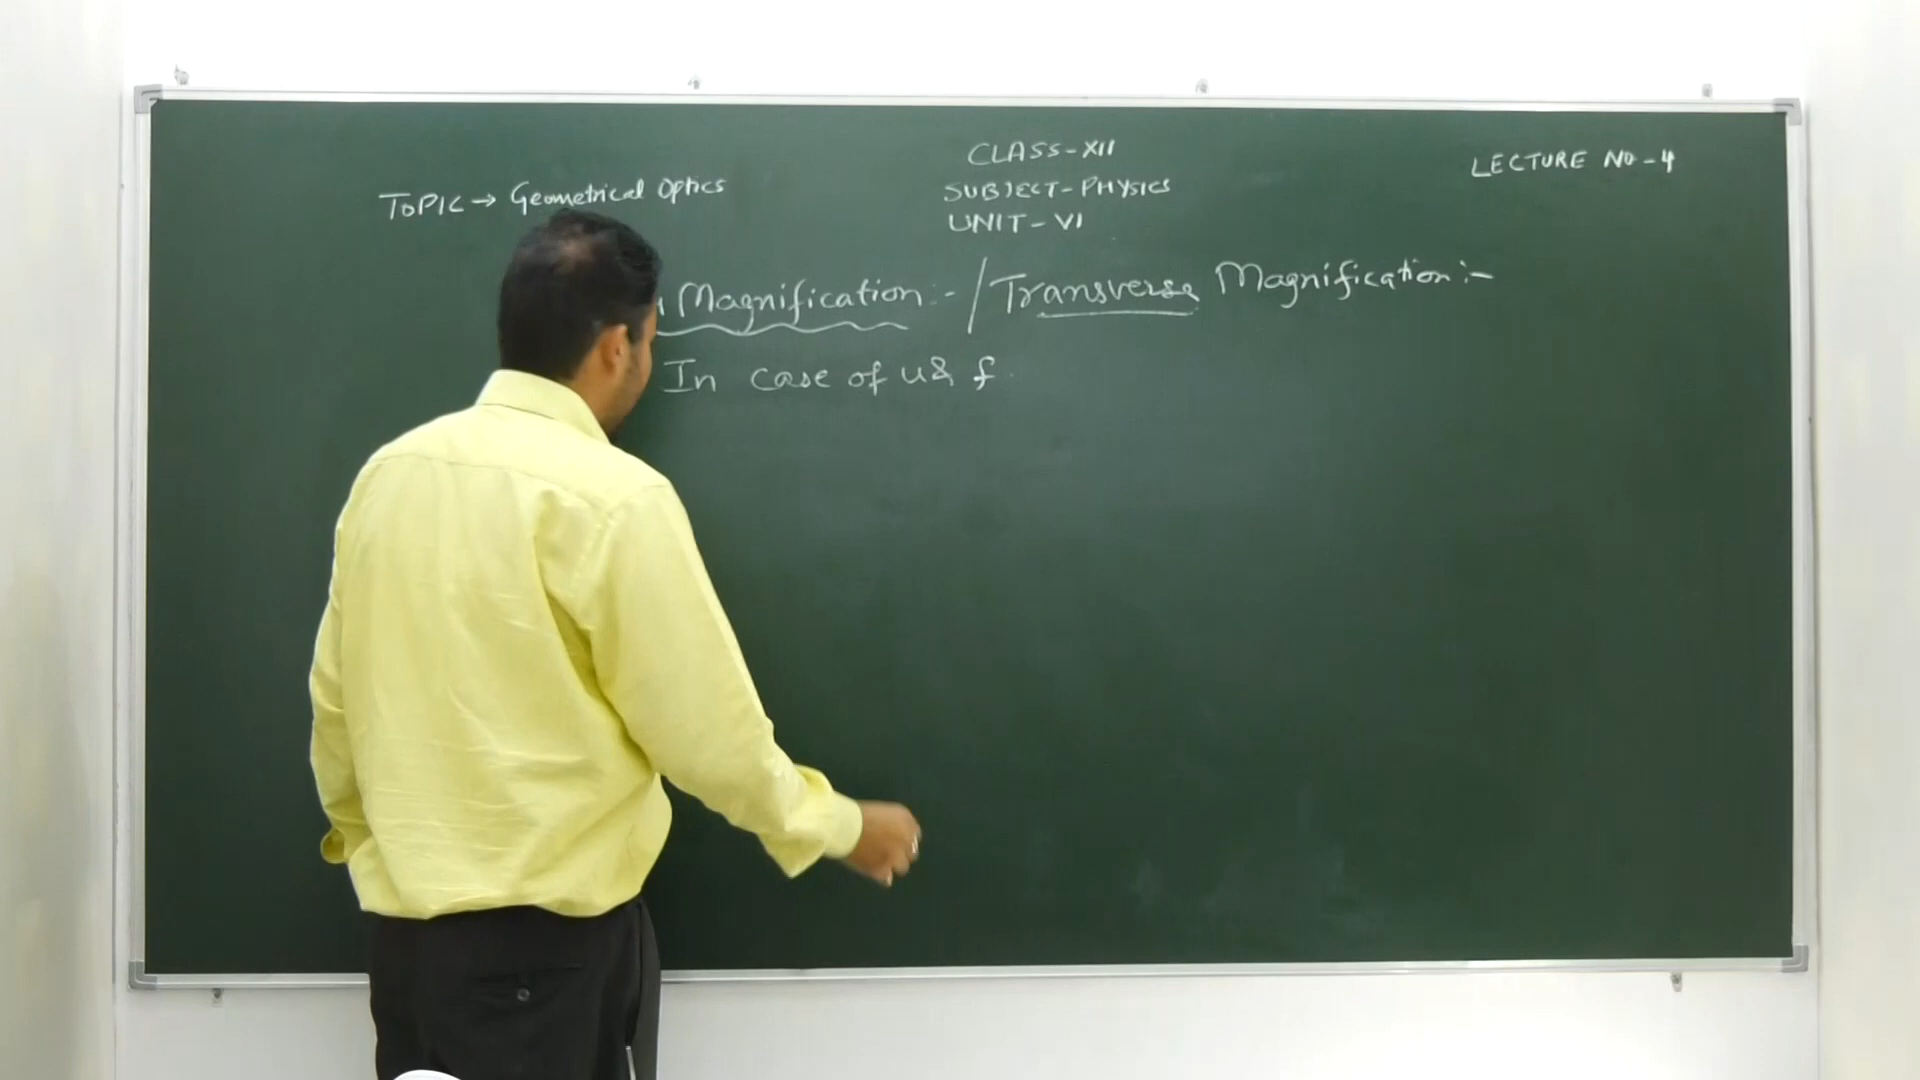 CLASS-XII
LECTURE NO-4
TOPIC → Geometrical Optics
SUBJECT-PHYSICS
UNIT-VI
Magnification:- / Transverse Magnification:-
In case of u & f